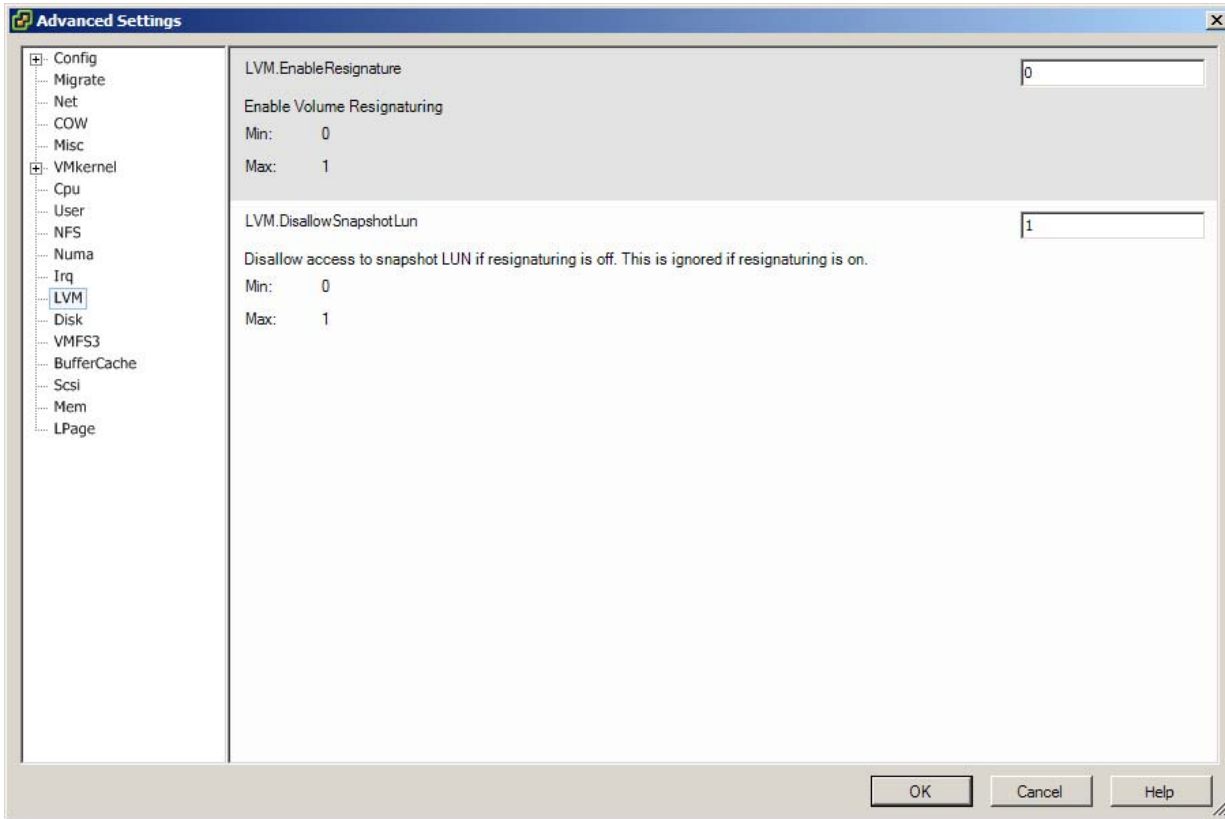 Advanced Settings
Config
Migrate
Net
COW
Misc
VMkernel
Cpu
User
NFS
Numa
Irq
LVM
Disk
VMFS3
BufferCache
Scsi
Mem
LPage
LVM.EnableResignature 0
Enable Volume Resignaturing
Min: 0
Max: 1
LVM.DisallowSnapshotLun 1
Disallow access to snapshot LUN if resignaturing is off. This is ignored if resignaturing is on.
Min: 0
Max: 1
OK Cancel Help